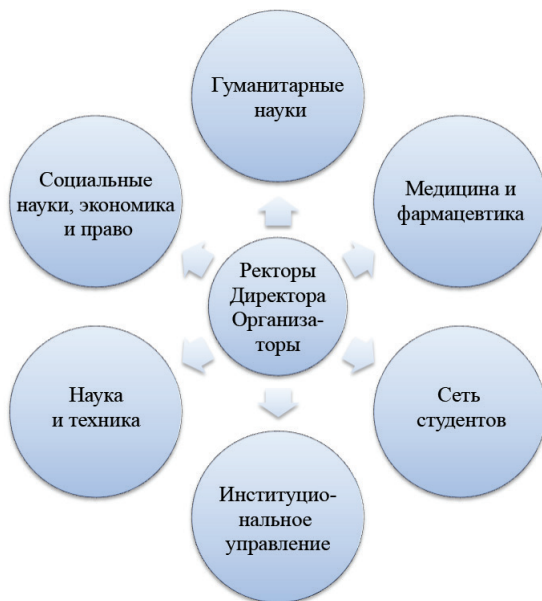 Гуманитарные
науки
Социальные
науки, экономика
и право
Медицина и
фармацевтика
Ректоры
Директора
Организа-
торы
Наука
и техника
Сеть
студентов
Институцио-
нальное
управление